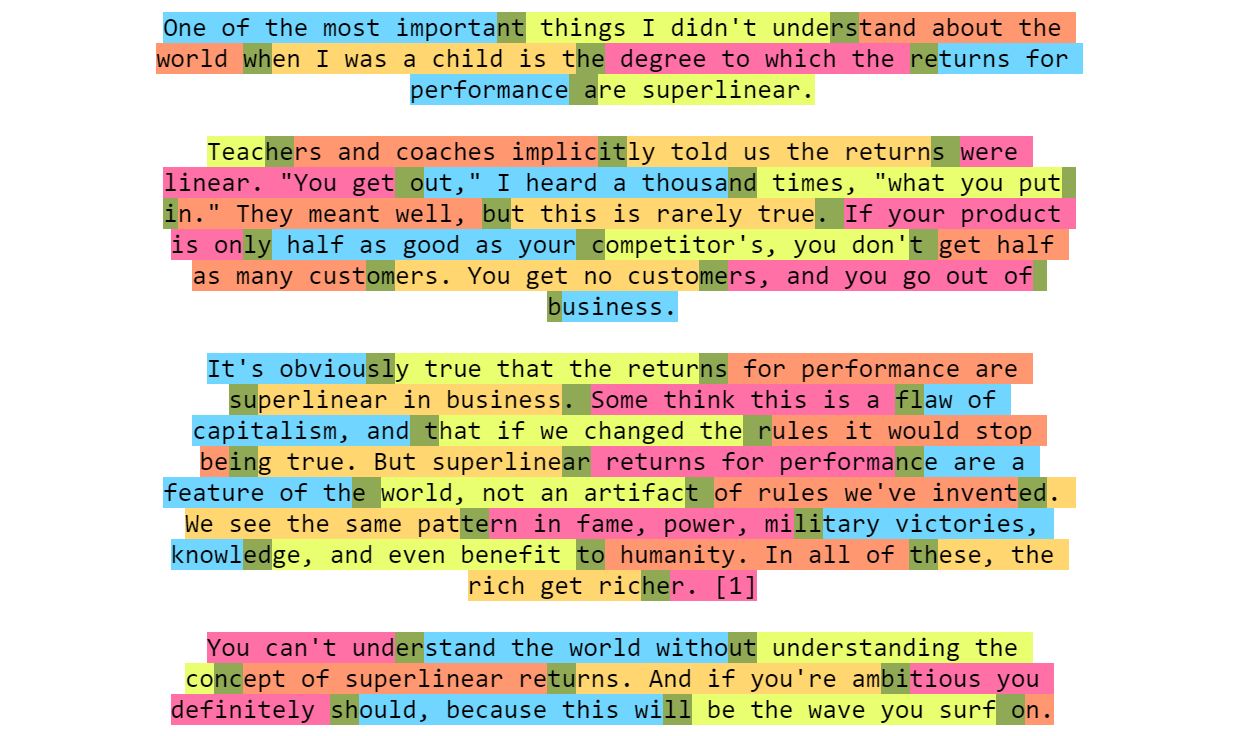 One of the most important things I didn't understand about the
world when I was a child is the degree to which the returns for
performance are superlinear.
Teachers and coaches implicitly told us the returns were
linear. "You get out," I heard a thousand times, "what you put
in." They meant well, but this is rarely true. If your product
is only half as good as your competitor's, you don't get half
as many customers. You get no customers, and you go out of
business.
It's obviously true that the returns for performance are
superlinear in business. Some think this is a flaw of
capitalism, and that if we changed the rules it would stop
being true. But superlinear returns for performance are a
feature of the world, not an artifact of rules we've invented.
We see the same pattern in fame, power, military victories,
knowledge, and even benefit to humanity. In all of these, the
rich get richer. [1]
You can't understand the world without understanding the
concept of superlinear returns. And if you're ambitious you
definitely should, because this will be the wave you surf on.